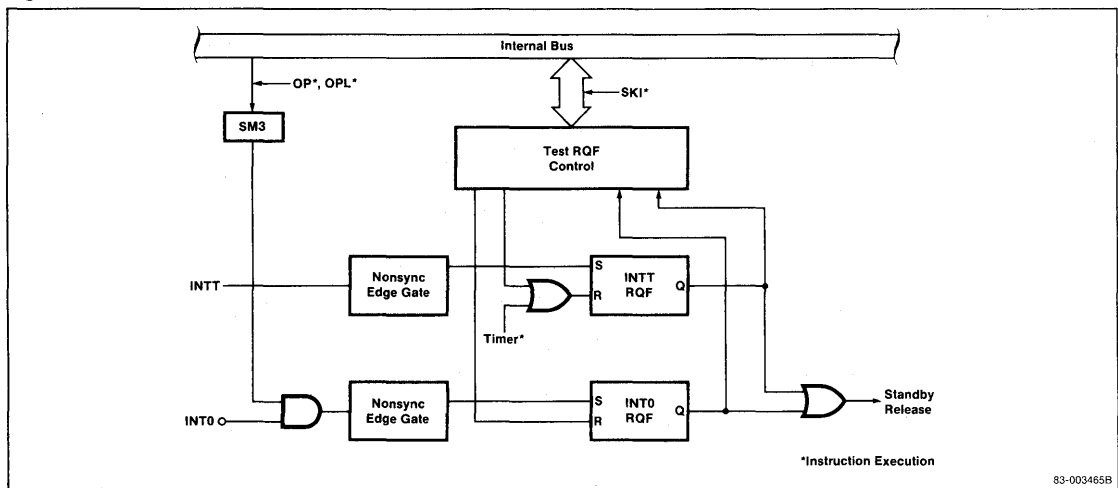 Internal Bus
OP*, OPL*
SKI*
SM3
Test RQF
Control
INTT
Nonsync
Edge Gate
S
R
INTT
RQF
Q
Timer*
INT0
Nonsync
Edge Gate
S
R
INT0
RQF
Q
Standby
Release
*Instruction Execution
83-003465B